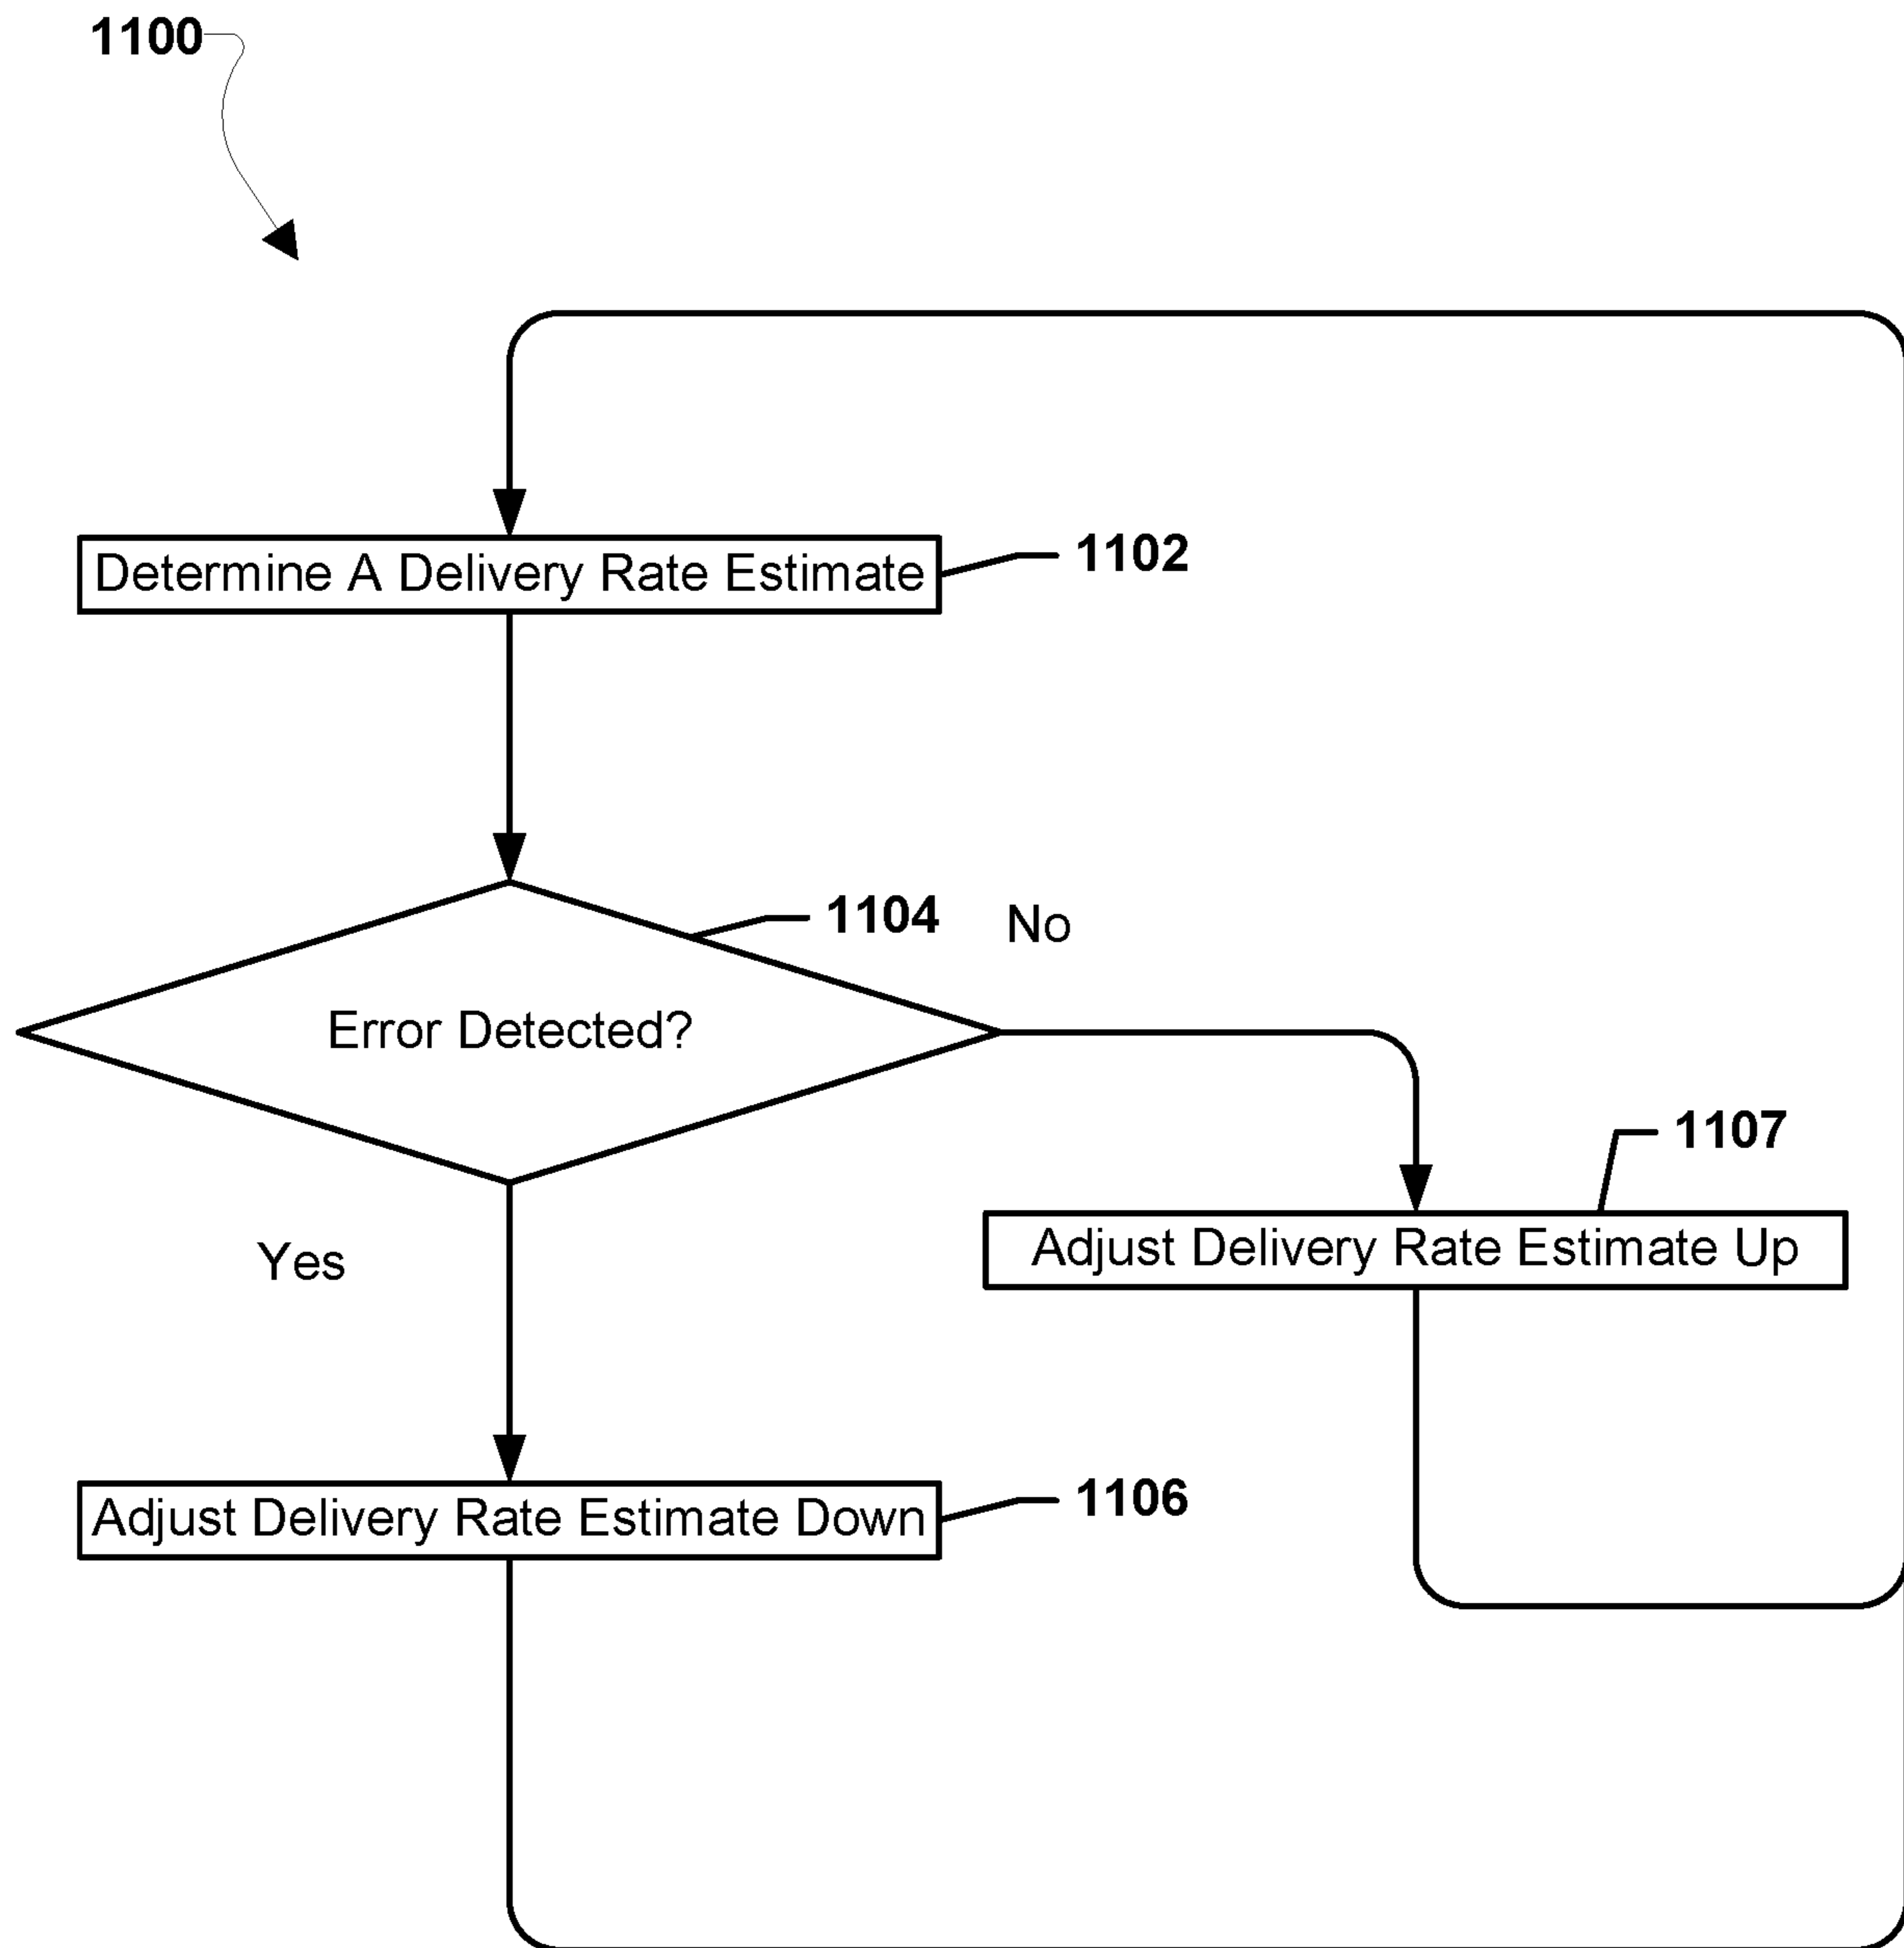 1100
Determine A Delivery Rate Estimate
1102
1104
No
Error Detected?
1107
Adjust Delivery Rate Estimate Up
Yes
Adjust Delivery Rate Estimate Down
1106